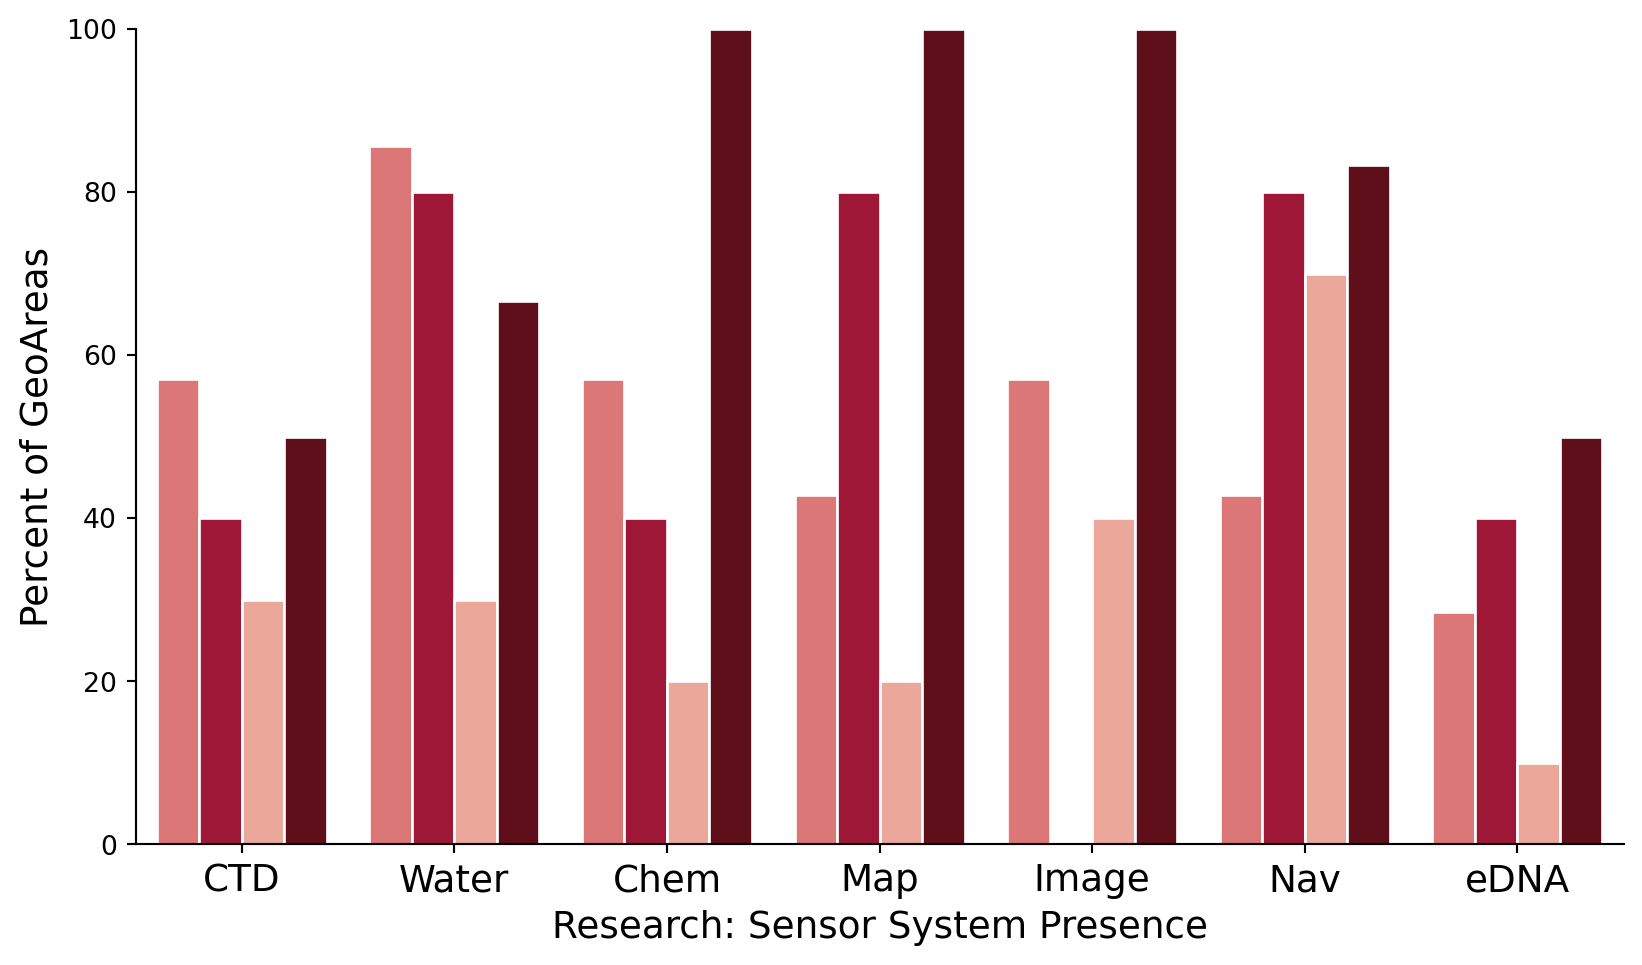 100
80
60
40
20
0
Percent of GeoAreas
CTD Water Chem Map Image Nav eDNA
Research: Sensor System Presence